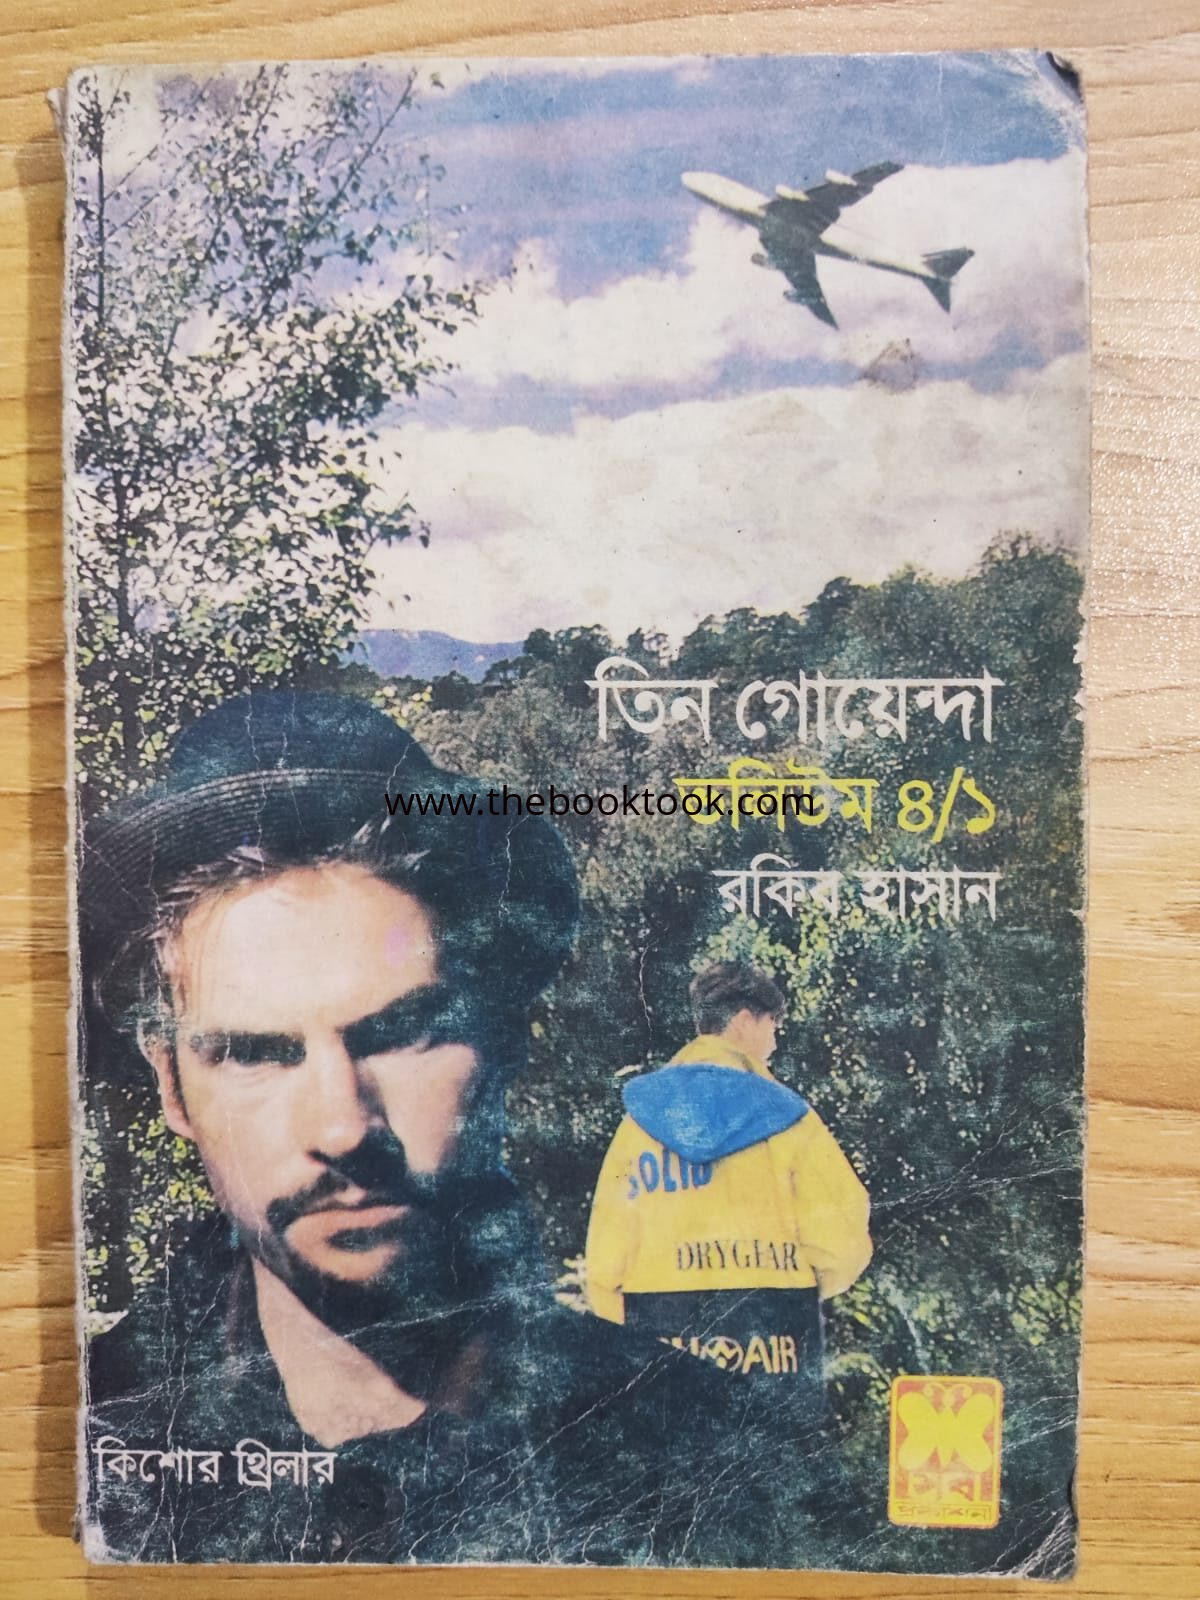 তিন গোয়েন্দা
ভলিউম ৪/১
www.thebooktook.com
রকিব হাসান
SOLID
DRYGEAR
AIR
কিশোর থ্রিলার
সেবা
প্রকাশনী